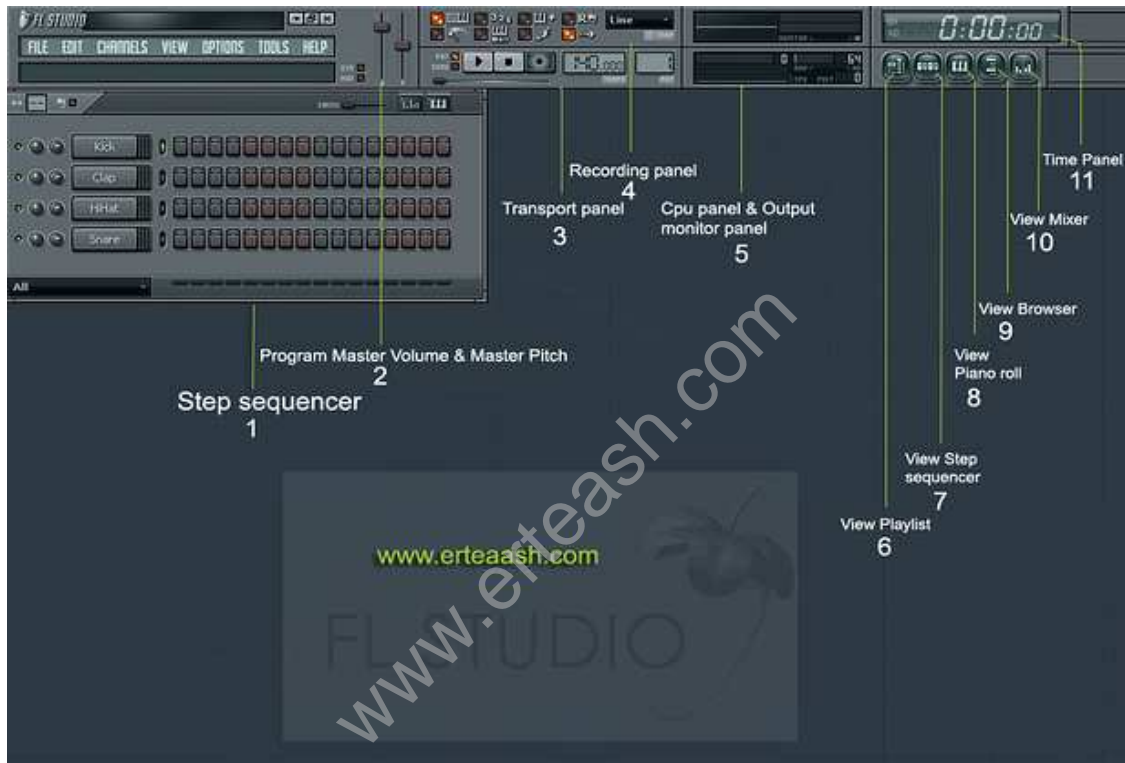 FL STUDIO
FILE EDIT CHANNELS VIEW OPTIONS TOOLS HELP
Line
0:00:00
140.000
Kick
Clap
HiHat
Snare
All
Recording panel
4
Transport panel
3
Cpu panel & Output
monitor panel
5
Time Panel
11
View Mixer
10
View Browser
9
View
Piano roll
8
View Step
sequencer
7
View Playlist
6
Program Master Volume & Master Pitch
2
Step sequencer
1
www.erteaash.com
FL STUDIO
www.erteash.com